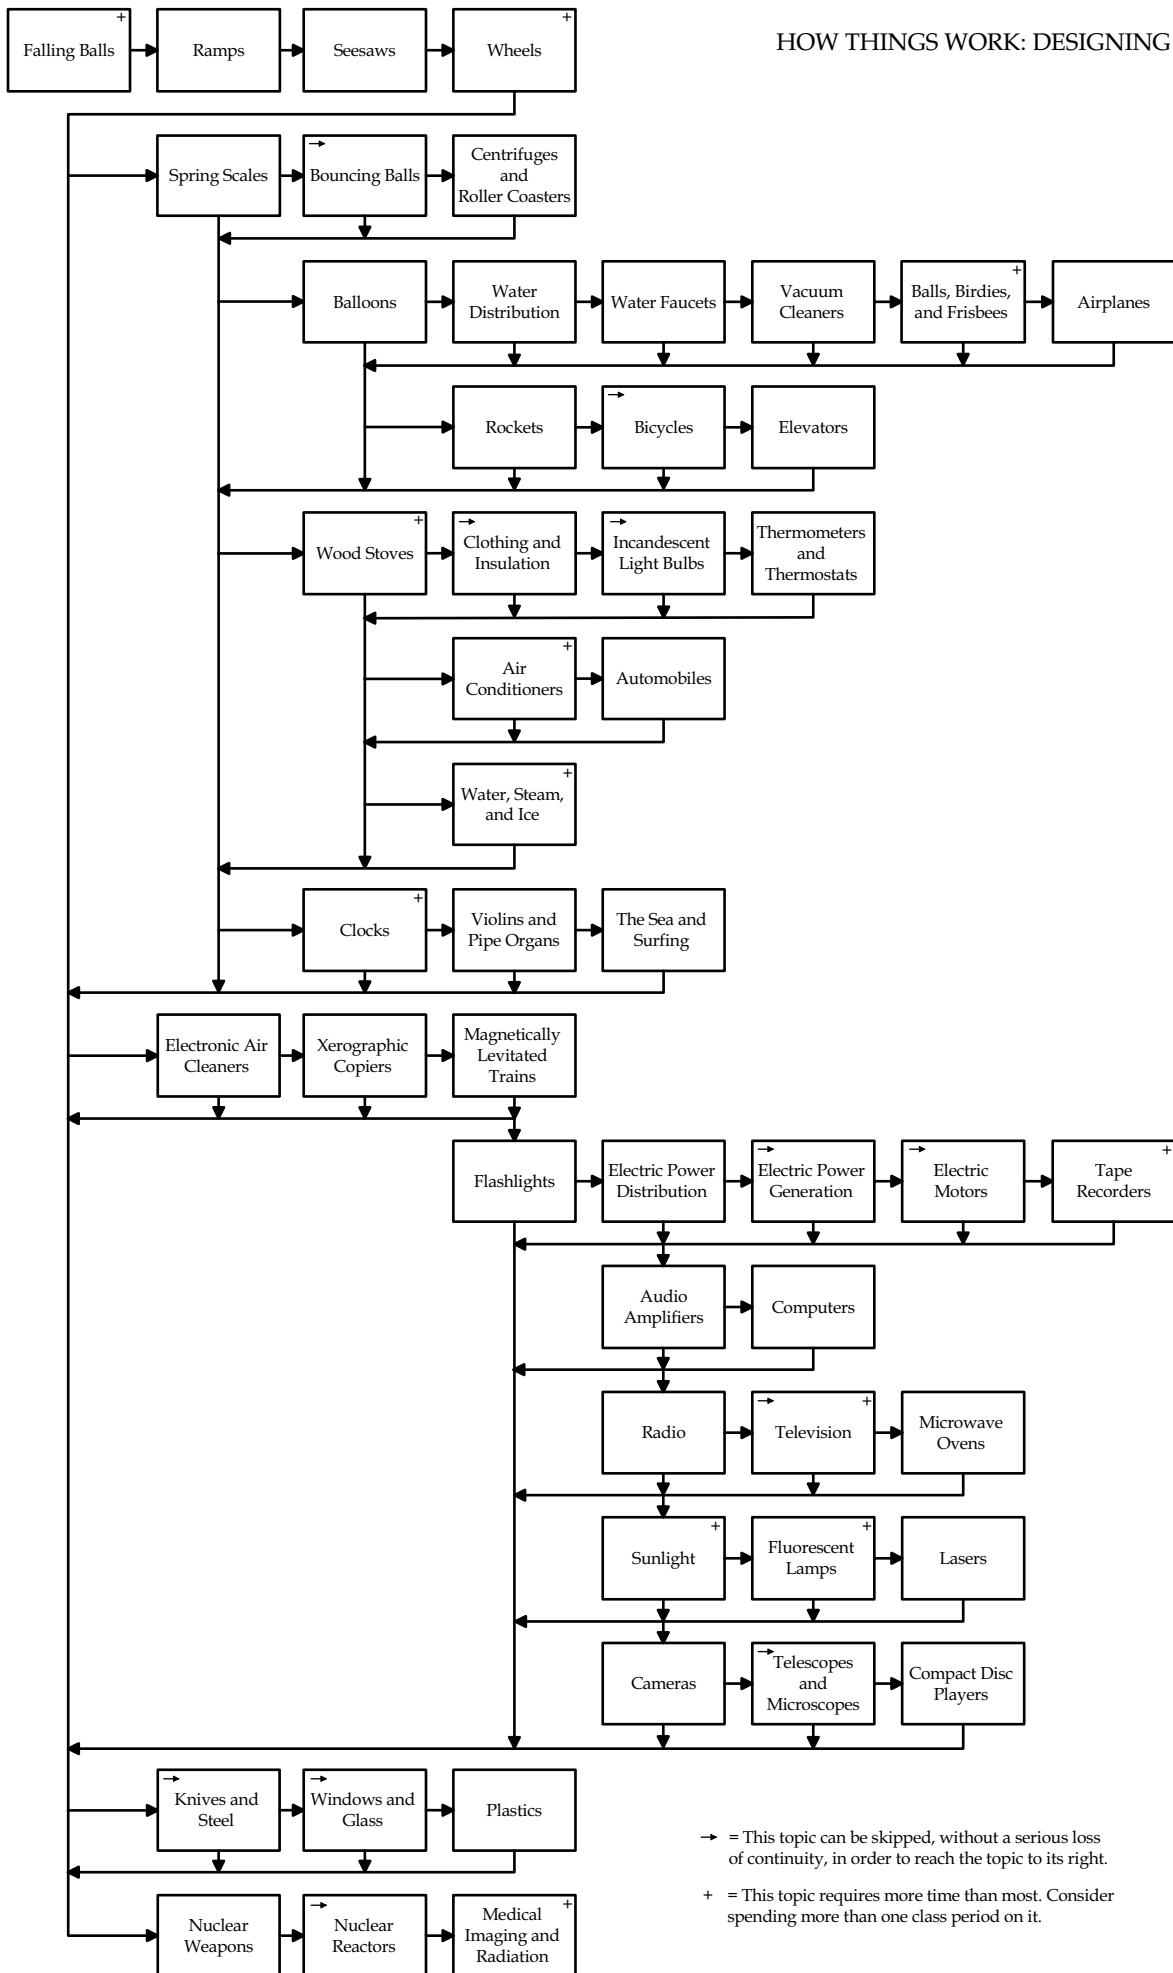 HOW THINGS WORK: DESIGNING
+
Falling Balls
Ramps
Seesaws
+
Wheels
Spring Scales
→
Bouncing Balls
Centrifuges
and
Roller Coasters
Balloons
Water
Distribution
Water Faucets
Vacuum
Cleaners
+
Balls, Birdies,
and Frisbees
Airplanes
Rockets
→
Bicycles
Elevators
+
Wood Stoves
→
Clothing and
Insulation
→
Incandescent
Light Bulbs
Thermometers
and
Thermostats
+
Air
Conditioners
Automobiles
+
Water, Steam,
and Ice
+
Clocks
Violins and
Pipe Organs
The Sea and
Surfing
Electronic Air
Cleaners
Xerographic
Copiers
Magnetically
Levitated
Trains
Flashlights
Electric Power
Distribution
→
Electric Power
Generation
→
Electric
Motors
+
Tape
Recorders
Audio
Amplifiers
Computers
Radio
→ +
Television
Microwave
Ovens
+
Sunlight
+
Fluorescent
Lamps
Lasers
Cameras
→
Telescopes
and
Microscopes
Compact Disc
Players
→
Knives and
Steel
→
Windows and
Glass
Plastics
Nuclear
Weapons
→
Nuclear
Reactors
+
Medical
Imaging and
Radiation
→ = This topic can be skipped, without a serious loss
of continuity, in order to reach the topic to its right.
+ = This topic requires more time than most. Consider
spending more than one class period on it.